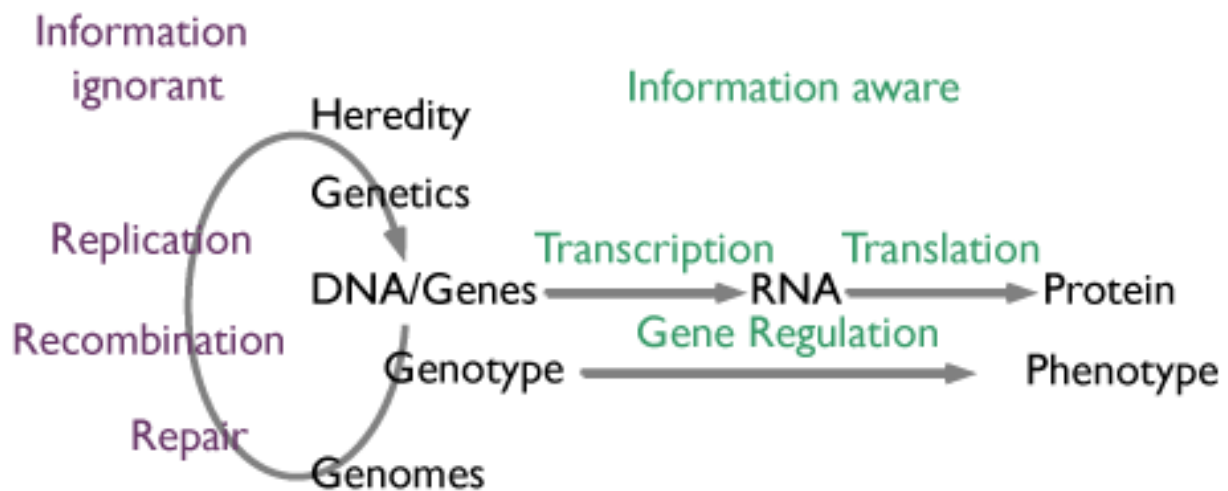 Information
ignorant
Information aware
Heredity
Genetics
Replication
Transcription
Translation
DNA/Genes
RNA
Protein
Recombination
Gene Regulation
Genotype
Phenotype
Repair
Genomes